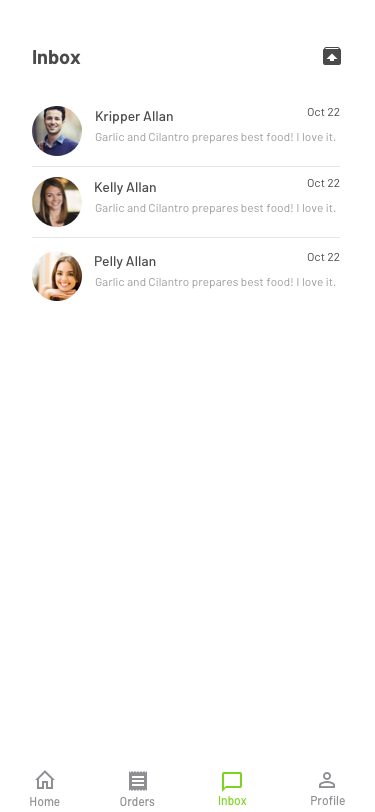 Inbox
Kripper Allan
Oct 22
Garlic and Cilantro prepares best food! I love it.
Kelly Allan
Oct 22
Garlic and Cilantro prepares best food! I love it.
Pelly Allan
Oct 22
Garlic and Cilantro prepares best food! I love it.
Home
Orders
Inbox
Profile